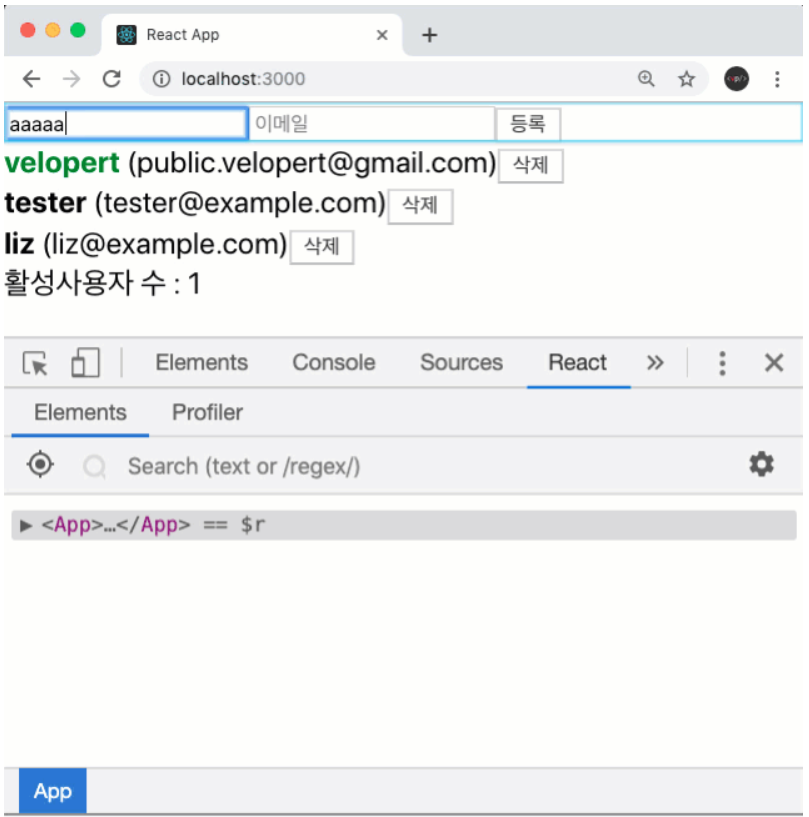 React App
localhost:3000
aaaaa 이메일 등록
velopert (public.velopert@gmail.com) 삭제
tester (tester@example.com) 삭제
liz (liz@example.com) 삭제
활성사용자 수 : 1
Elements Console Sources React »
Elements Profiler
Search (text or /regex/)
▶ <App>…</App> == $r
App